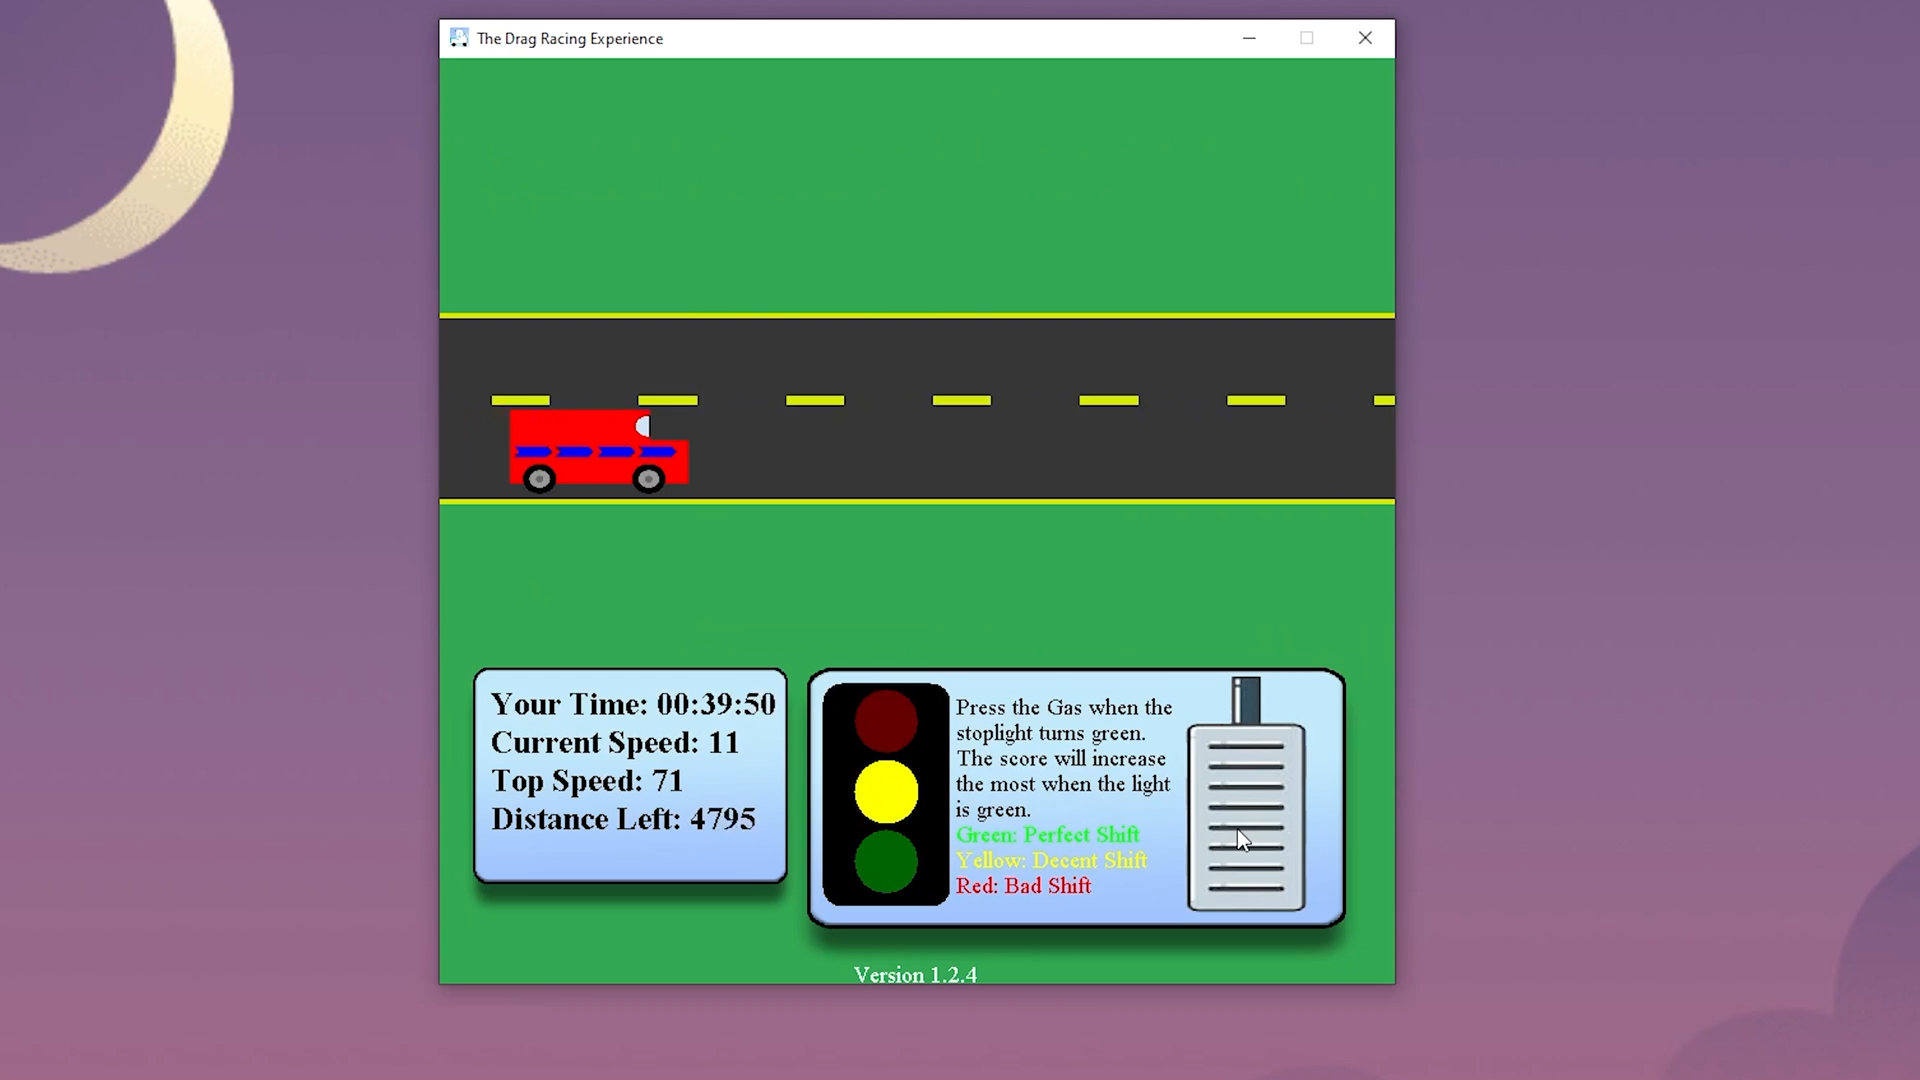 The Drag Racing Experience
Your Time: 00:39:50
Current Speed: 11
Top Speed: 71
Distance Left: 4795
Press the Gas when the
stoplight turns green.
The score will increase
the most when the light
is green.
Green: Perfect Shift
Yellow: Decent Shift
Red: Bad Shift
Version 1.2.4